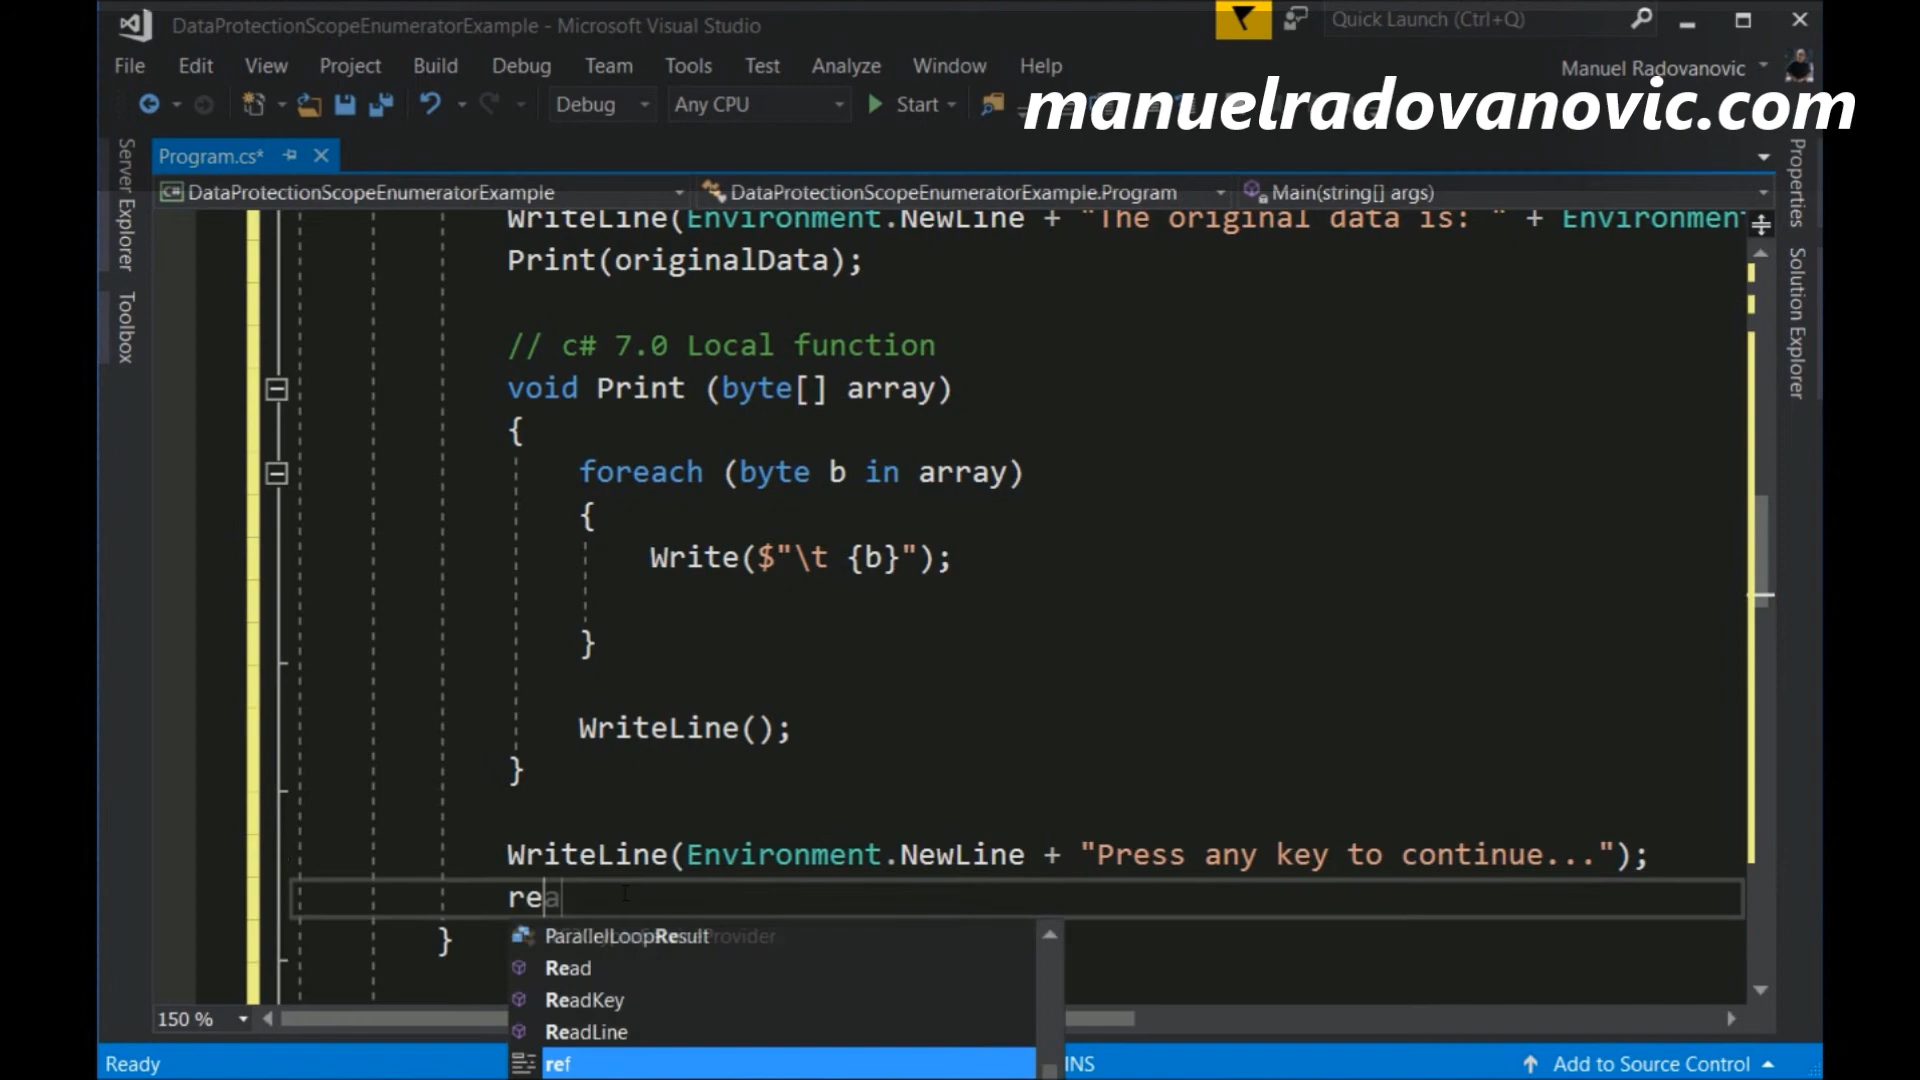 DataProtectionScopeEnumeratorExample - Microsoft Visual Studio
Quick Launch (Ctrl+Q)
File Edit View Project Build Debug Team Tools Test Analyze Window Help
Manuel Radovanovic
Debug Any CPU Start
manuelradovanovic.com
Server Explorer
Toolbox
Properties
Solution Explorer
Program.cs*
DataProtectionScopeEnumeratorExample DataProtectionScopeEnumeratorExample.Program Main(string[] args)
WriteLine(Environment.NewLine + "The original data is: " + Environment
Print(originalData);
// c# 7.0 Local function
void Print (byte[] array)
{
foreach (byte b in array)
{
Write($"\t {b}");
}
WriteLine();
}
WriteLine(Environment.NewLine + "Press any key to continue...");
rea
}
ParallelLoopResult
Read
ReadKey
ReadLine
ref
150 %
Ready INS Add to Source Control